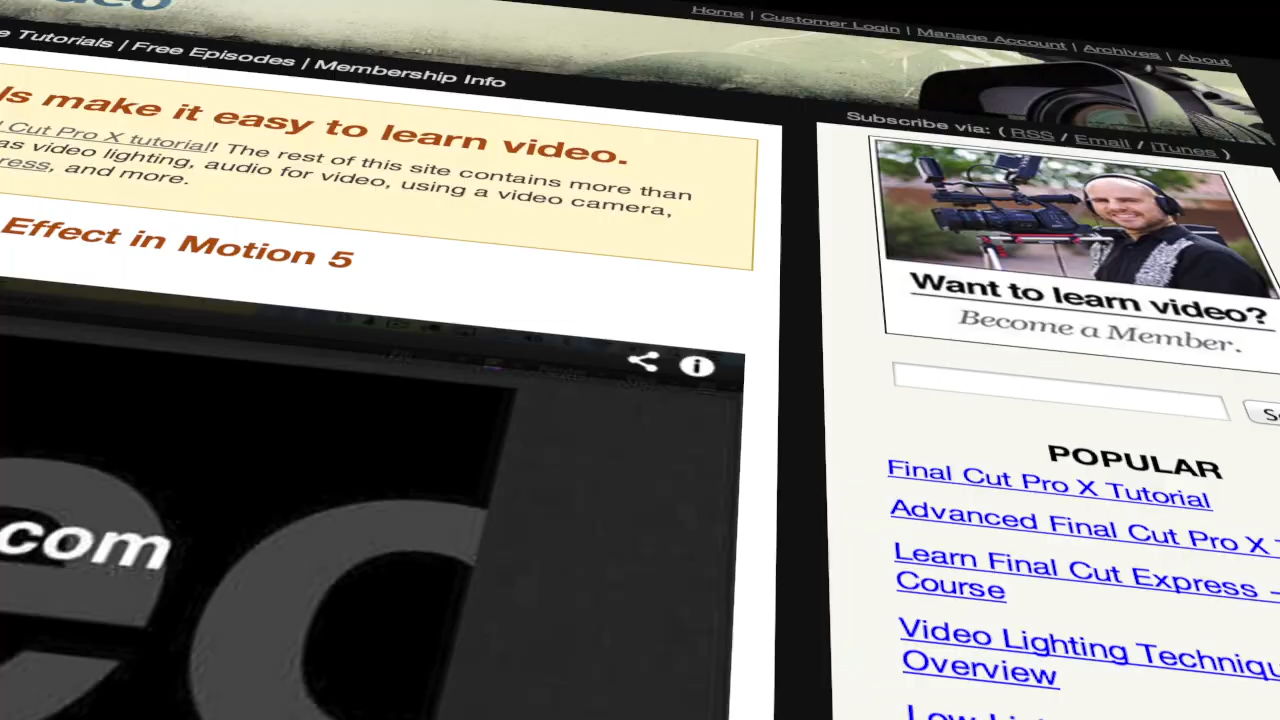 Home | Customer Login | Manage Account | Archives | About
Tutorials | Free Episodes | Membership Info
Subscribe via: ( RSS / Email / iTunes )
ls make it easy to learn video.
Cut Pro X tutorial! The rest of this site contains more than
as video lighting, audio for video, using a video camera,
ress, and more.
Effect in Motion 5
Want to learn video?
Become a Member.
POPULAR
Final Cut Pro X Tutorial
Advanced Final Cut Pro X
Learn Final Cut Express -
Course
Video Lighting Techniqu
Overview
.com